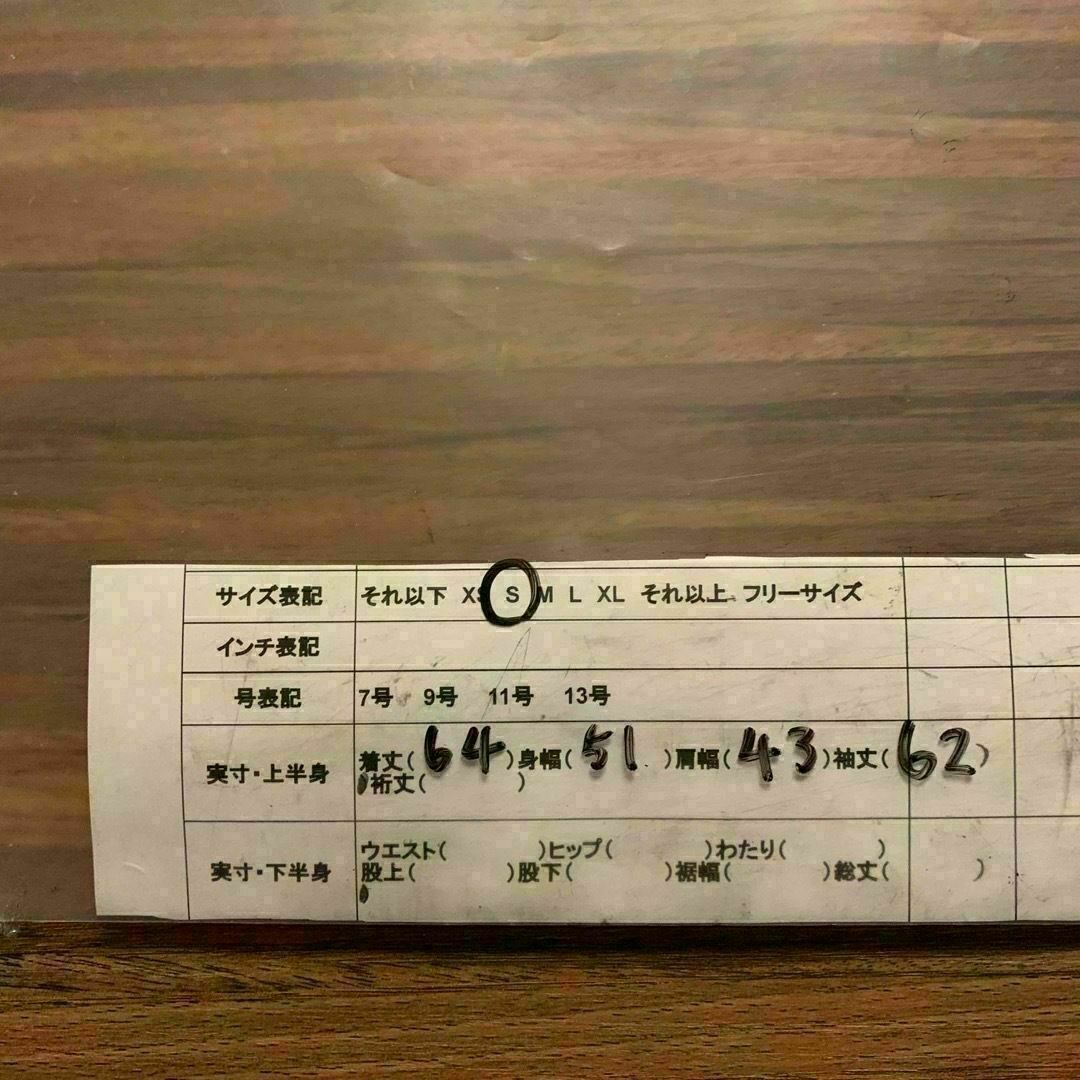 サイズ表記 それ以下 XS S M L XL それ以上 フリーサイズ
インチ表記
号表記 7号 9号 11号 13号
実寸・上半身 着丈(64)身幅(51)肩幅(43)袖丈(62)
裄丈( )
実寸・下半身 ウエスト( )ヒップ( )わたり( )
股上( )股下( )裾幅( )総丈( )